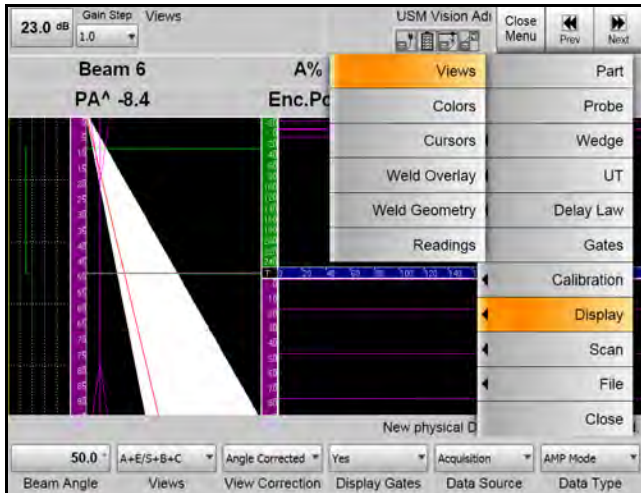 23.0 dB
Gain Step
1.0
Views
USM Vision Adi
Close Menu
Prev
Next
Beam 6
A%
PA^ -8.4
Enc.Po
Views
Colors
Cursors
Weld Overlay
Weld Geometry
Readings
Part
Probe
Wedge
UT
Delay Law
Gates
Calibration
Display
Scan
File
Close
New physical D
50.0 °
A+E/S+B+C
Angle Corrected
Yes
Acquisition
AMP Mode
Beam Angle
Views
View Correction
Display Gates
Data Source
Data Type